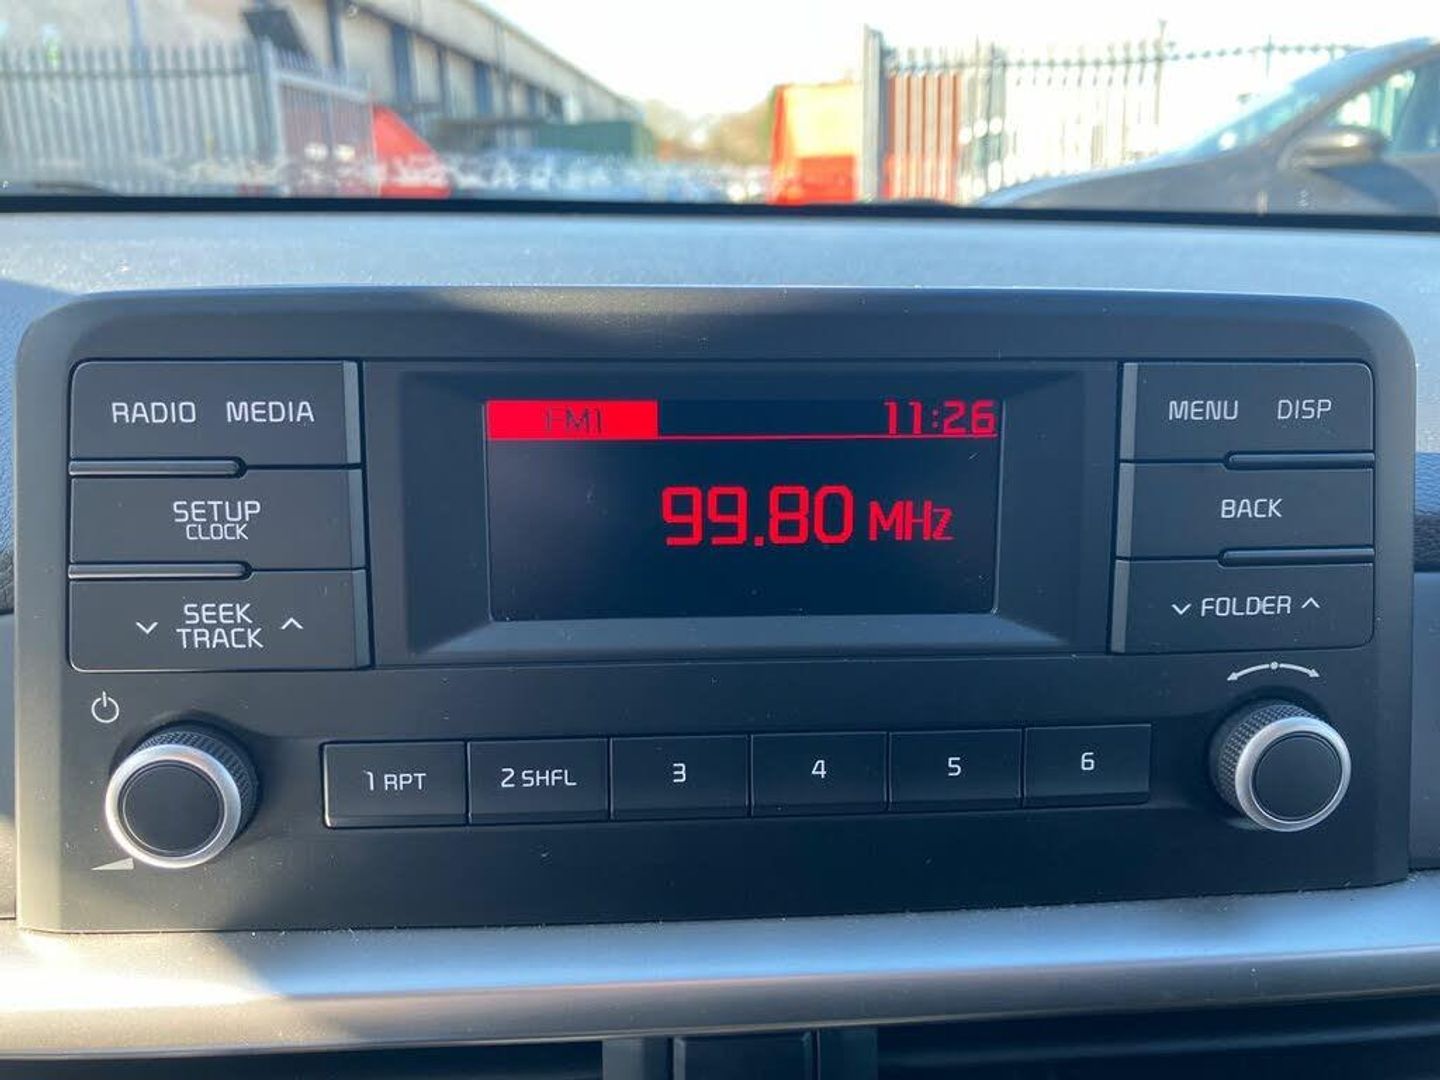 RADIO MEDIA
FM1 11:26
MENU DISP
99.80 MHz
SETUP
CLOCK
BACK
SEEK
TRACK
FOLDER
1 RPT 2 SHFL 3 4 5 6